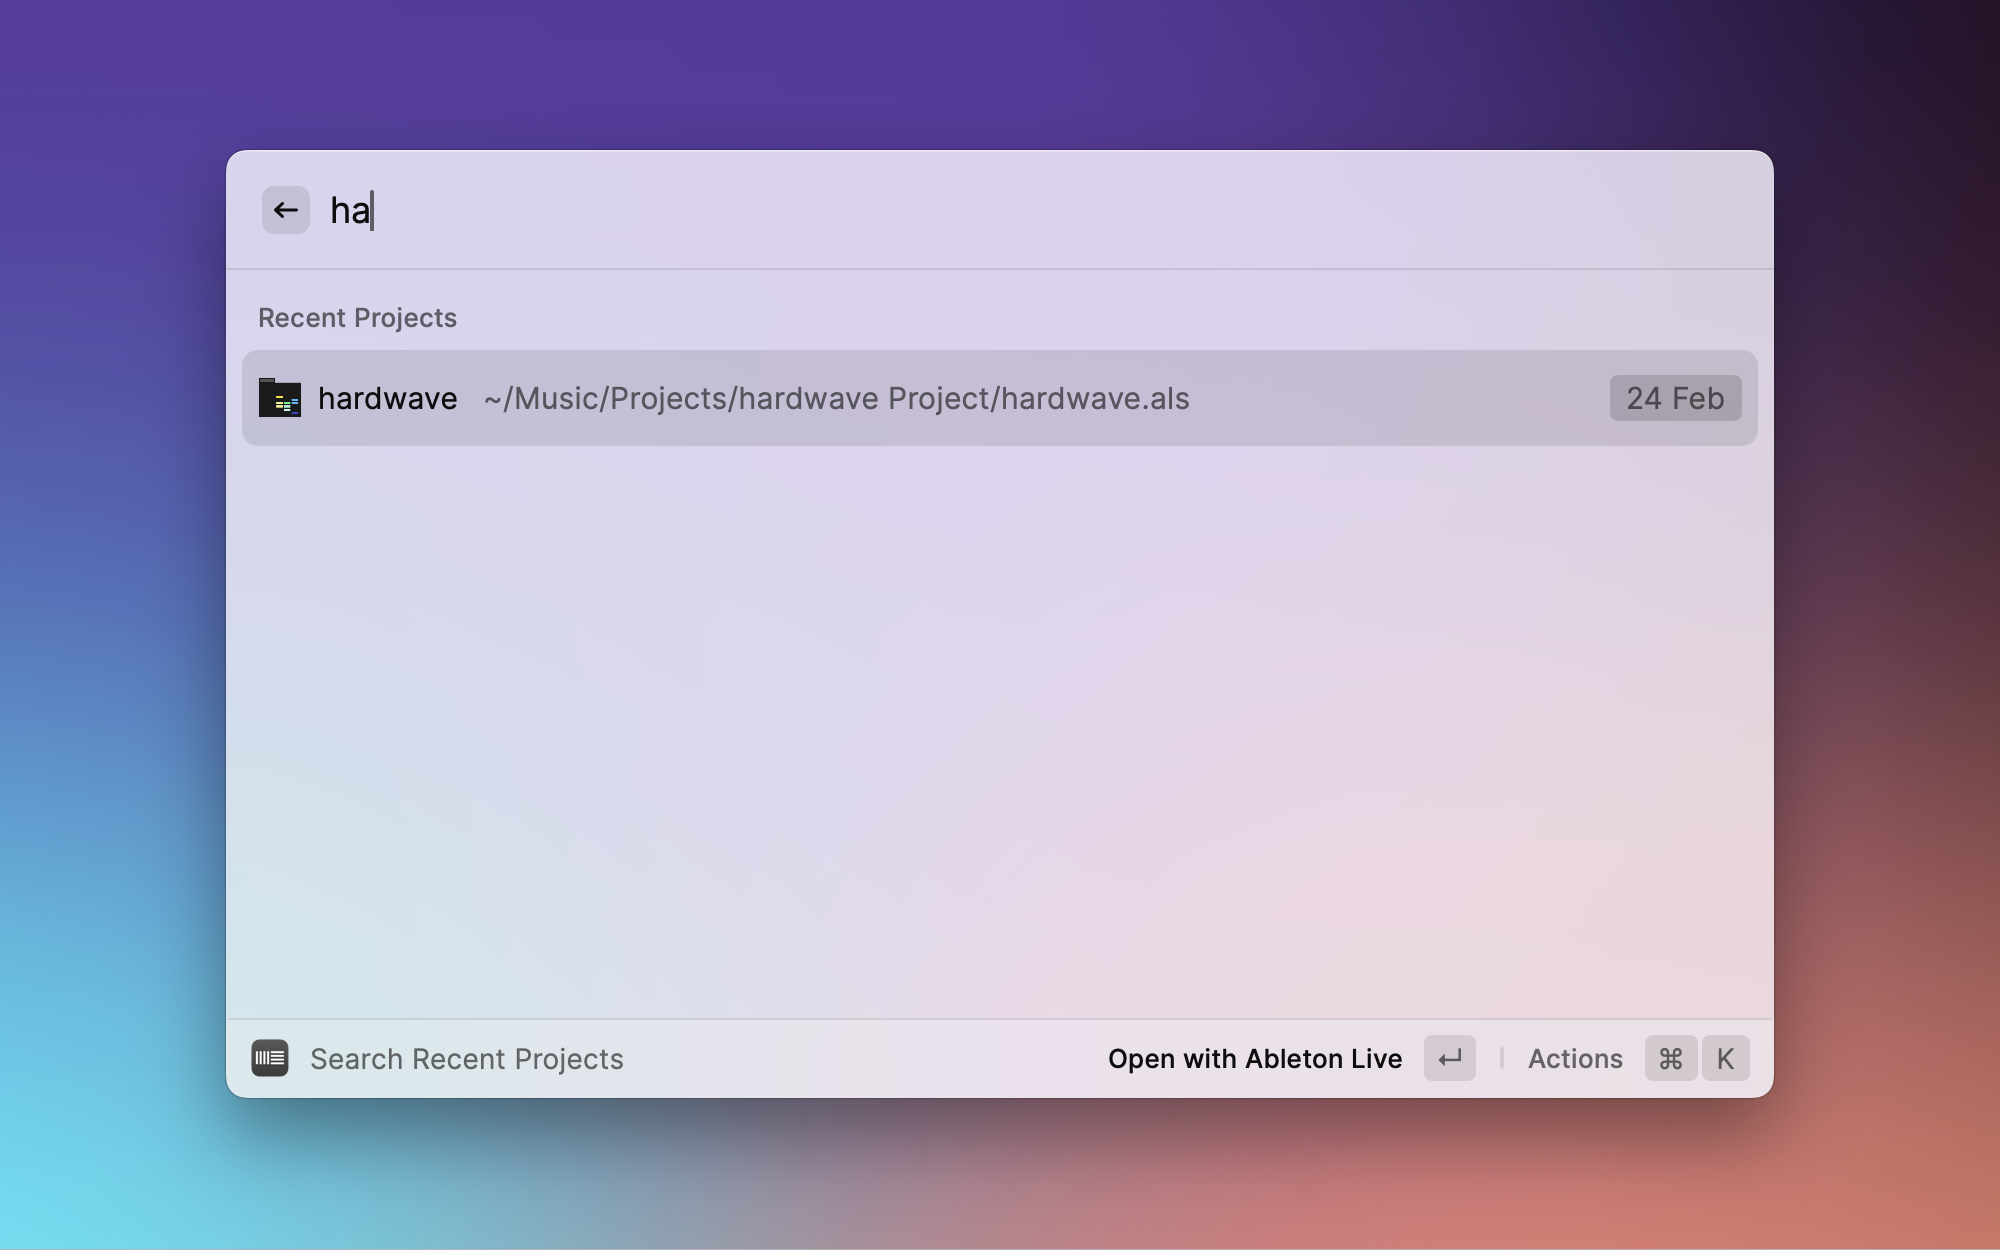 ha
Recent Projects
hardwave ~/Music/Projects/hardwave Project/hardwave.als 24 Feb
Search Recent Projects Open with Ableton Live ↵ Actions ⌘ K